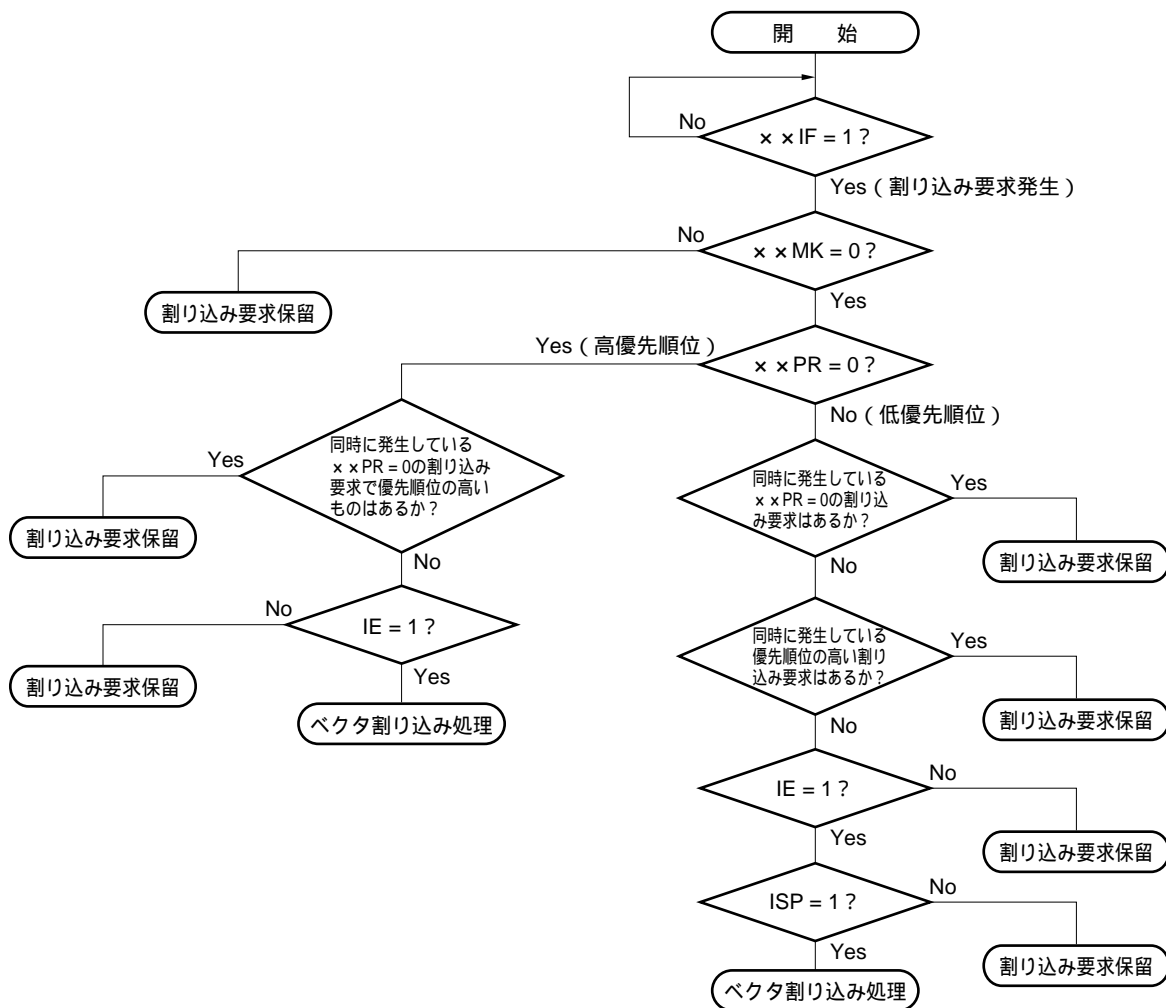 開　始
No
××IF = 1 ?
Yes ( 割り込み要求発生 )
No
××MK = 0 ?
割り込み要求保留
Yes
Yes ( 高優先順位 )
××PR = 0 ?
No ( 低優先順位 )
Yes
同時に発生している
××PR = 0の割り込み
要求で優先順位の高い
ものはあるか？
割り込み要求保留
No
同時に発生している
××PR = 0の割り込
み要求はあるか？
Yes
割り込み要求保留
No
No
IE = 1 ?
割り込み要求保留
Yes
ベクタ割り込み処理
同時に発生している
優先順位の高い割り
込み要求はあるか？
Yes
割り込み要求保留
No
IE = 1 ?
No
割り込み要求保留
Yes
ISP = 1 ?
No
割り込み要求保留
Yes
ベクタ割り込み処理